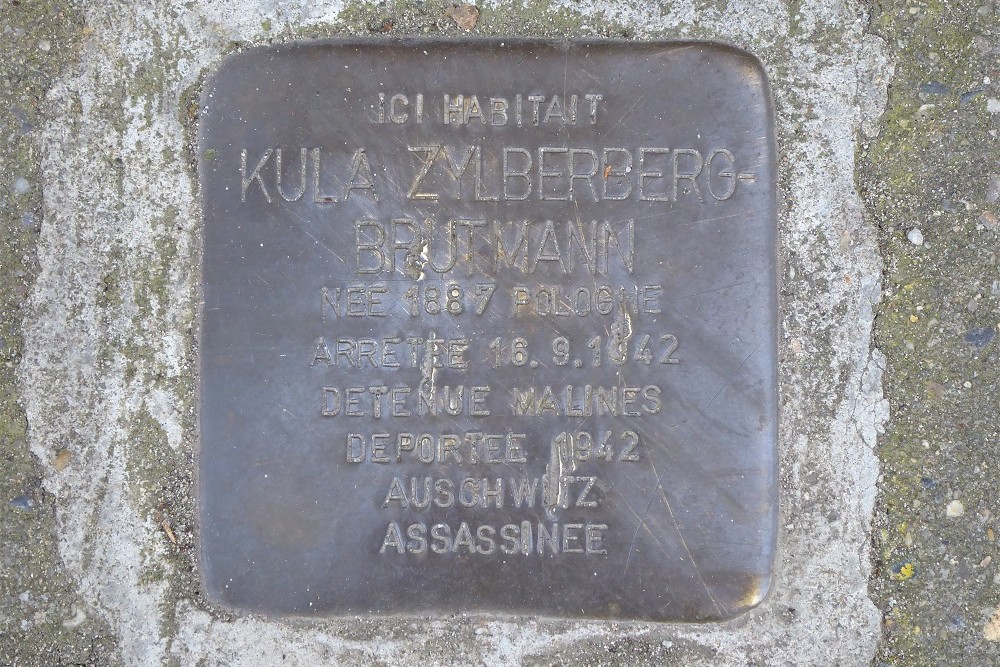 ICI HABITAIT
KULA ZYLBERBERG-
BRUTMANN
NEE 1887 POLOGNE
ARRETEE 16.9.1942
DETENUE MALINES
DEPORTEE 1942
AUSCHWITZ
ASSASSINEE